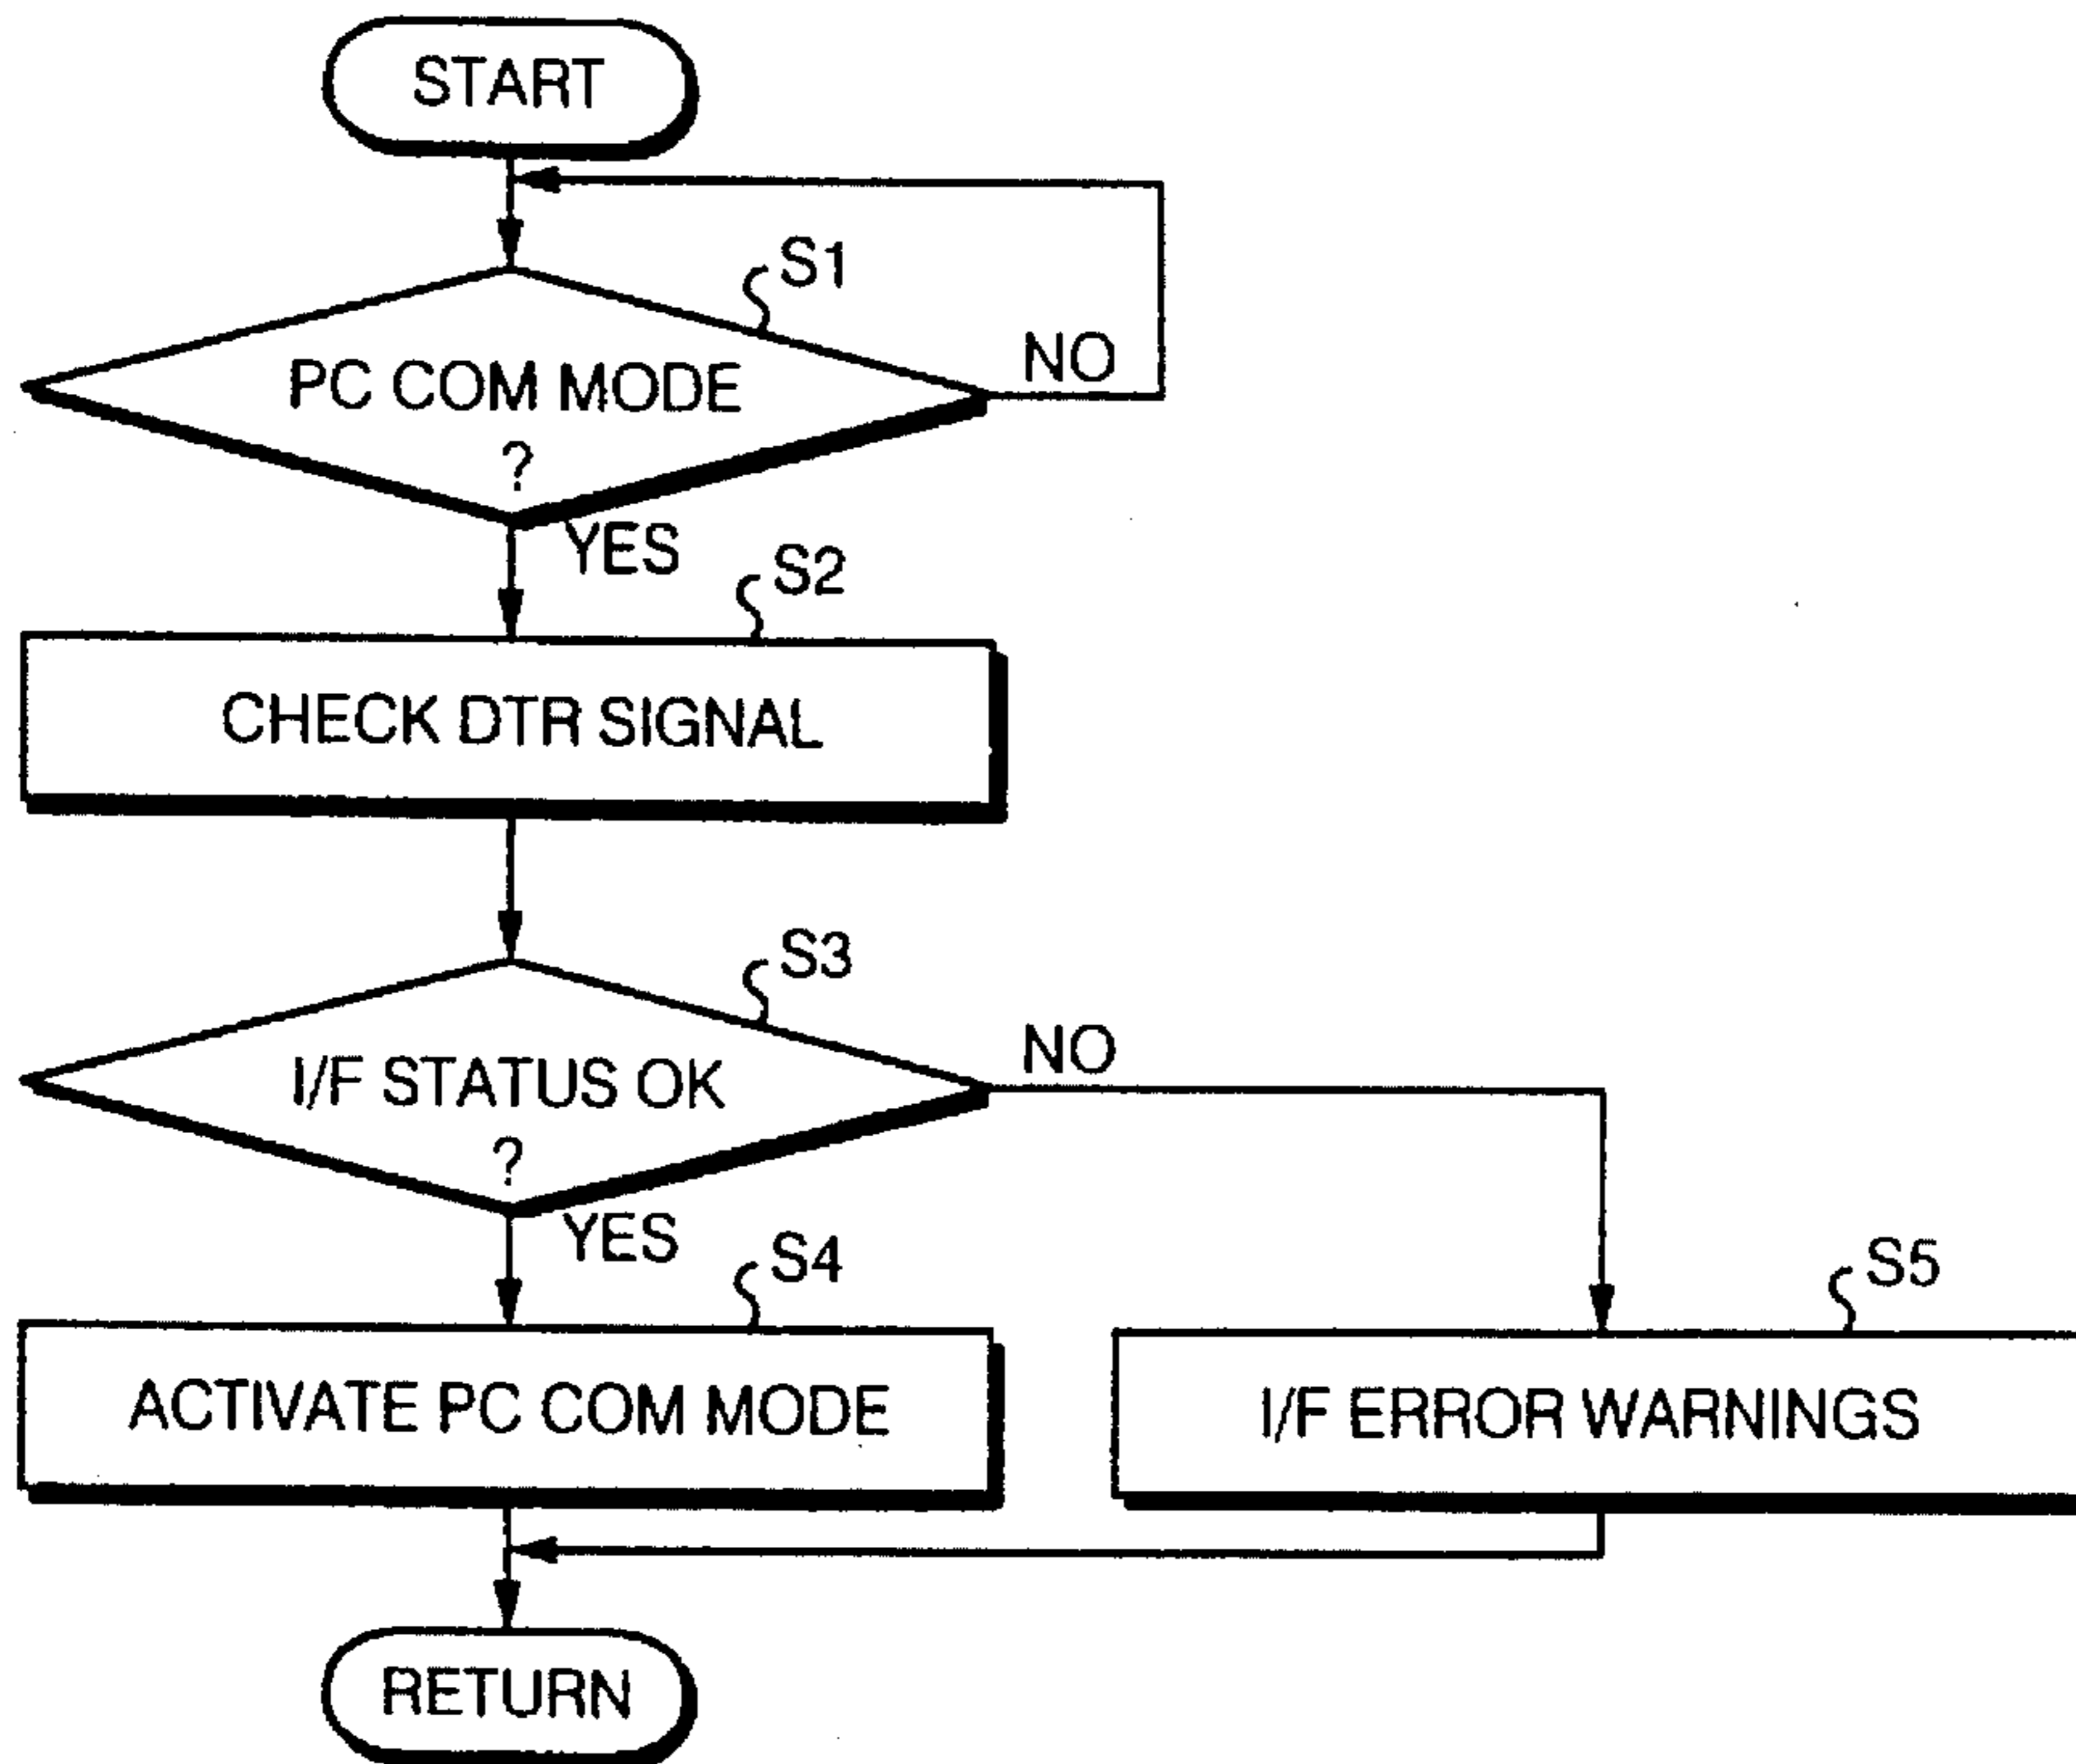 START
S1
PC COM MODE
?
NO
YES
S2
CHECK DTR SIGNAL
S3
I/F STATUS OK
?
NO
YES
S4
ACTIVATE PC COM MODE
S5
I/F ERROR WARNINGS
RETURN